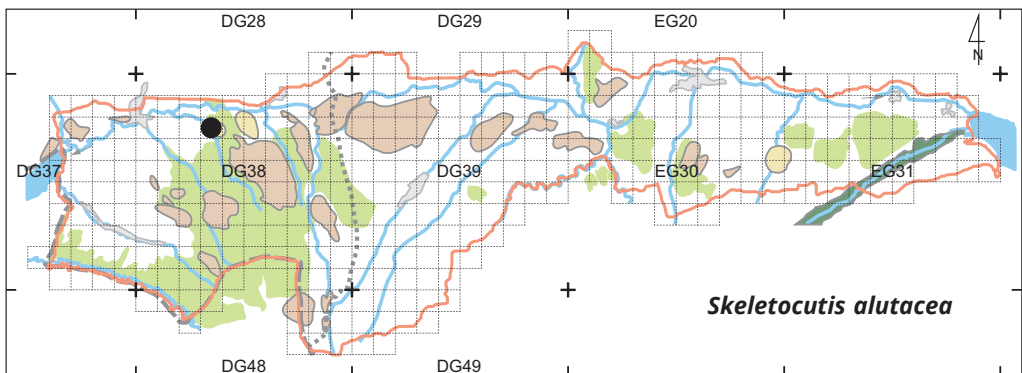 DG28 DG29 EG20
N
DG37 DG38 DG39 EG30 EG31
Skeletocutis alutacea
DG48 DG49